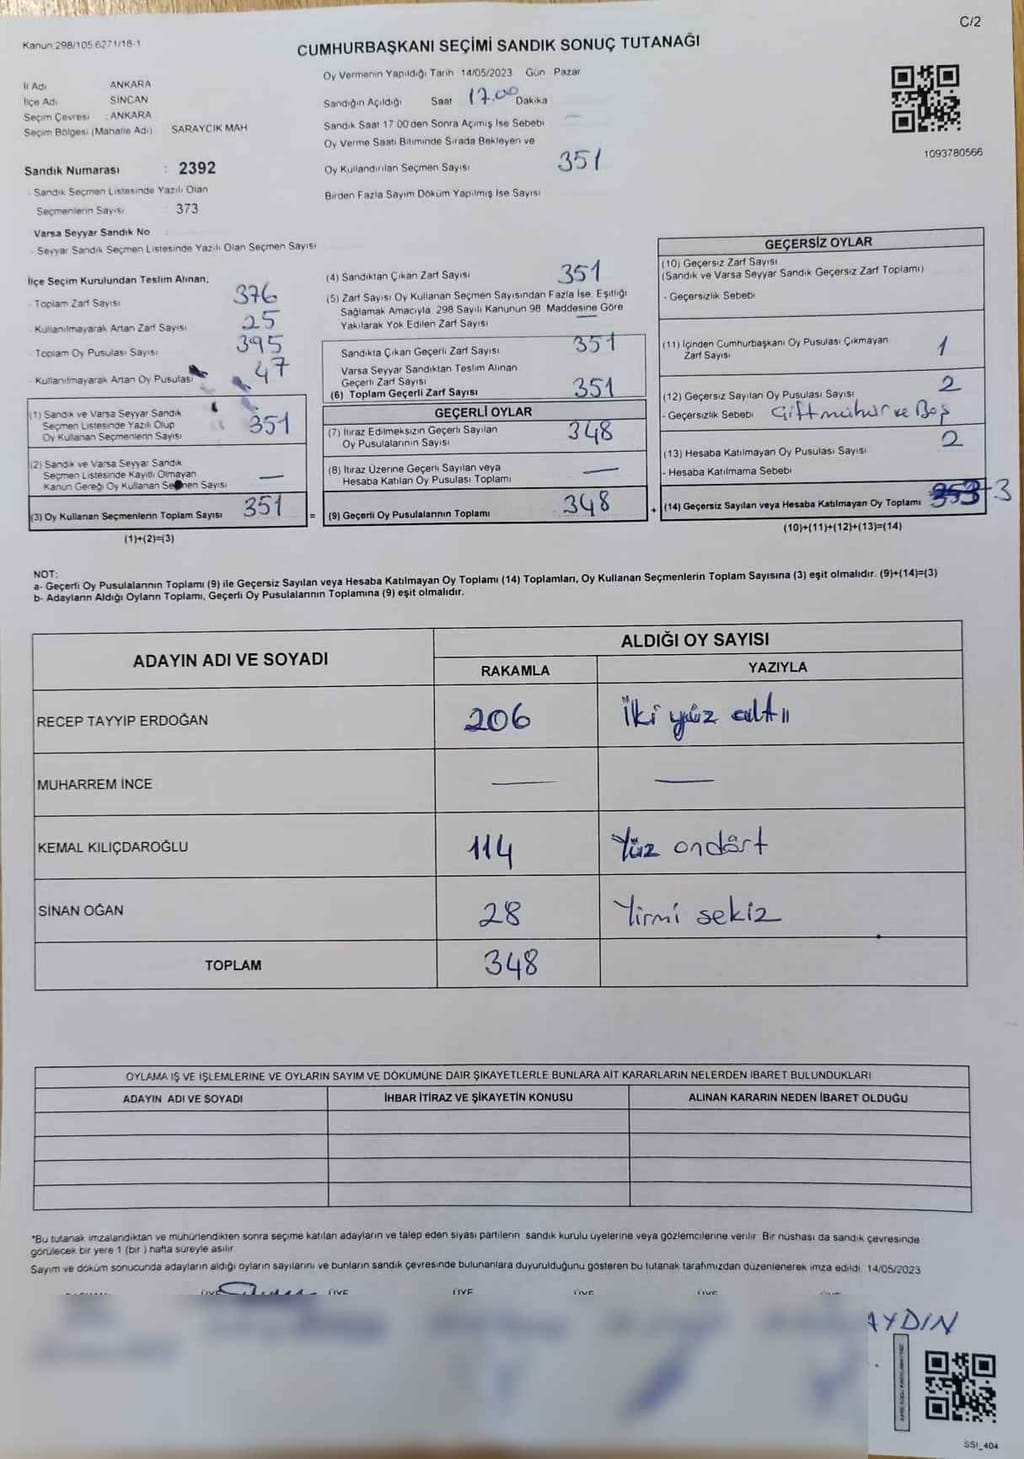 C/2
Kanun 298/105.6271/18-1
CUMHURBAŞKANI SEÇİMİ SANDIK SONUÇ TUTANAĞI
İl Adı ANKARA
İlçe Adı SİNCAN
Seçim Çevresi : ANKARA
Seçim Bölgesi (Mahalle Adı) SARAYCIK MAH
Sandık Numarası : 2392
- Sandık Seçmen Listesinde Yazılı Olan
Seçmenlerin Sayısı 373
Varsa Seyyar Sandık No
- Seyyar Sandık Seçmen Listesinde Yazılı Olan Seçmen Sayısı
Oy Vermenin Yapıldığı Tarih 14/05/2023 Gün Pazar
Sandığın Açıldığı Saat 17.00 Dakika
Sandık Saat 17 00'den Sonra Açımış İse Sebebi —
Oy Verme Saati Bitiminde Sırada Bekleyen ve
Oy Kullandırılan Seçmen Sayısı 351
Birden Fazla Sayım Döküm Yapılmış İse Sayısı
1093780566
İlçe Seçim Kurulundan Teslim Alınan;
- Toplam Zarf Sayısı 376
- Kullanılmayarak Artan Zarf Sayısı 25
- Toplam Oy Pusulası Sayısı 395
- Kullanılmayarak Artan Oy Pusulası 47
(1) Sandık ve Varsa Seyyar Sandık
Seçmen Listesinde Yazılı Olup
Oy Kullanan Seçmenlerin Sayısı 351
(2) Sandık ve Varsa Seyyar Sandık
Seçmen Listesinde Kayıtlı Olmayan
Kanun Gereği Oy Kullanan Seçmen Sayısı —
(3) Oy Kullanan Seçmenlerin Toplam Sayısı 351 =
(1)+(2)=(3)
(4) Sandıktan Çıkan Zarf Sayısı 351
(5) Zarf Sayısı Oy Kullanan Seçmen Sayısından Fazla İse, Eşitliği
Sağlamak Amacıyla 298 Sayılı Kanunun 98. Maddesine Göre
Yakılarak Yok Edilen Zarf Sayısı —
Sandıkta Çıkan Geçerli Zarf Sayısı 351
Varsa Seyyar Sandıktan Teslim Alınan
Geçerli Zarf Sayısı
(6) Toplam Geçerli Zarf Sayısı 351
GEÇERLİ OYLAR
(7) İtiraz Edilmeksizin Geçerli Sayılan
Oy Pusulalarının Sayısı 348
(8) İtiraz Üzerine Geçerli Sayılan veya
Hesaba Katılan Oy Pusulası Toplamı —
(9) Geçerli Oy Pusulalarının Toplamı 348 +
GEÇERSİZ OYLAR
(10) Geçersiz Zarf Sayısı
(Sandık ve Varsa Seyyar Sandık Geçersiz Zarf Toplamı)
- Geçersizlik Sebebi
(11) İçinden Cumhurbaşkanı Oy Pusulası Çıkmayan
Zarf Sayısı 1
(12) Geçersiz Sayılan Oy Pusulası Sayısı 2
- Geçersizlik Sebebi Çift mühür ve Boş
(13) Hesaba Katılmayan Oy Pusulası Sayısı 2
- Hesaba Katılmama Sebebi
(14) Geçersiz Sayılan veya Hesaba Katılmayan Oy Toplamı 353-3
(10)+(11)+(12)+(13)=(14)
NOT:
a- Geçerli Oy Pusulalarının Toplamı (9) ile Geçersiz Sayılan veya Hesaba Katılmayan Oy Toplamı (14) Toplamları, Oy Kullanan Seçmenlerin Toplam Sayısına (3) eşit olmalıdır. (9)+(14)=(3)
b- Adayların Aldığı Oyların Toplamı, Geçerli Oy Pusulalarının Toplamına (9) eşit olmalıdır.
ADAYIN ADI VE SOYADI ALDIĞI OY SAYISI
RAKAMLA YAZIYLA
RECEP TAYYİP ERDOĞAN 206 İki yüz altı
MUHARREM İNCE — —
KEMAL KILIÇDAROĞLU 114 Yüz ondört
SİNAN OĞAN 28 Yirmi sekiz
TOPLAM 348
OYLAMA İŞ VE İŞLEMLERİNE VE OYLARIN SAYIM VE DÖKÜMÜNE DAİR ŞİKAYETLERLE BUNLARA AİT KARARLARIN NELERDEN İBARET BULUNDUKLARI
ADAYIN ADI VE SOYADI İHBAR İTİRAZ VE ŞİKAYETİN KONUSU ALINAN KARARIN NEDEN İBARET OLDUĞU
*Bu tutanak imzalandıktan ve mühürlendikten sonra seçime katılan adayların ve talep eden siyasi partilerin sandık kurulu üyelerine veya gözlemcilerine verilir. Bir nüshası da sandık çevresinde
görülecek bir yere 1 (bir ) hafta süreyle asılır.
Sayım ve döküm sonucunda adayların aldığı oyların sayılarını ve bunların sandık çevresinde bulunanlara duyurulduğunu gösteren bu tutanak tarafımızdan düzenlenerek imza edildi. 14/05/2023
ÜYE ÜYE ÜYE ÜYE ÜYE
AYDIN
SSI_404